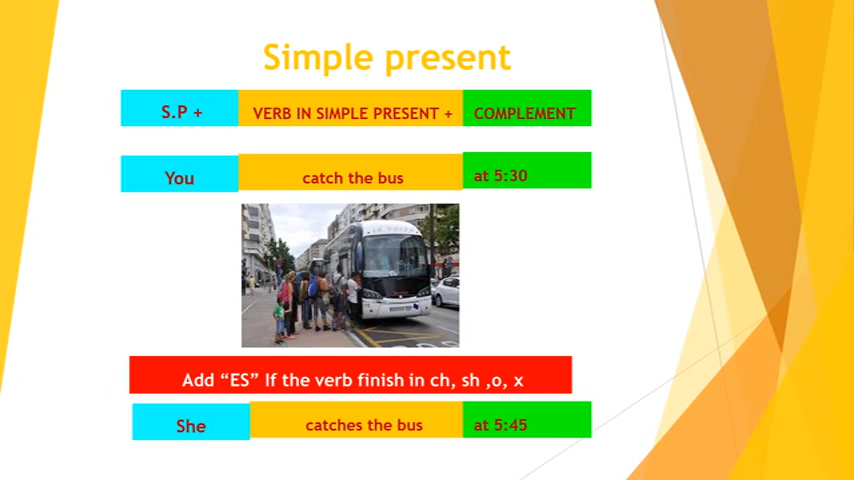 Simple present
S.P + VERB IN SIMPLE PRESENT + COMPLEMENT
You catch the bus at 5:30
Add “ES” If the verb finish in ch, sh ,o, x
She catches the bus at 5:45